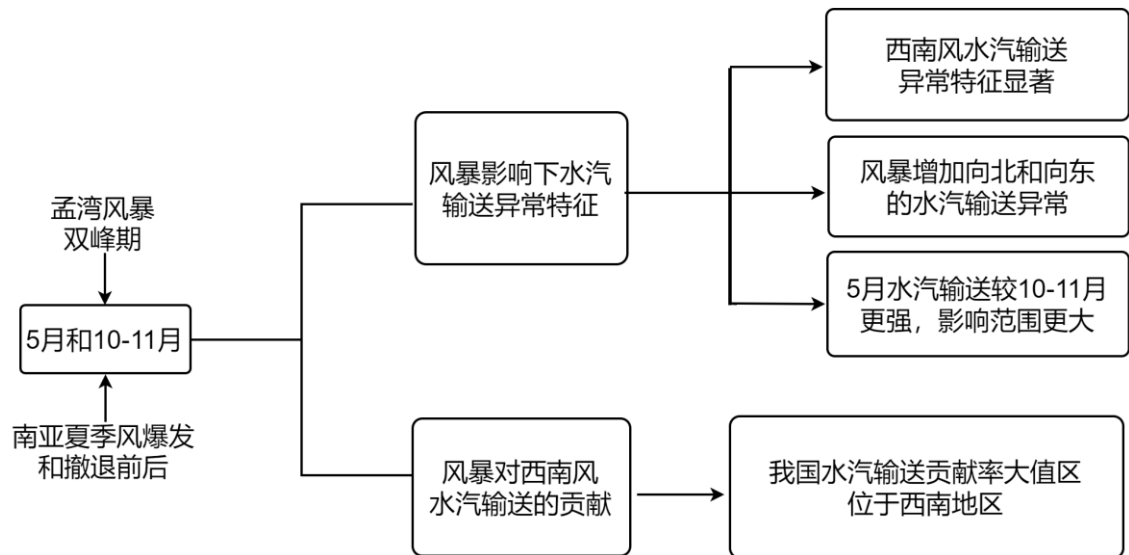 孟湾风暴
双峰期
5月和10-11月
南亚夏季风爆发
和撤退前后
风暴影响下水汽
输送异常特征
西南风水汽输送
异常特征显著
风暴增加向北和向东
的水汽输送异常
5月水汽输送较10-11月
更强，影响范围更大
风暴对西南风
水汽输送的贡献
我国水汽输送贡献率大值区
位于西南地区